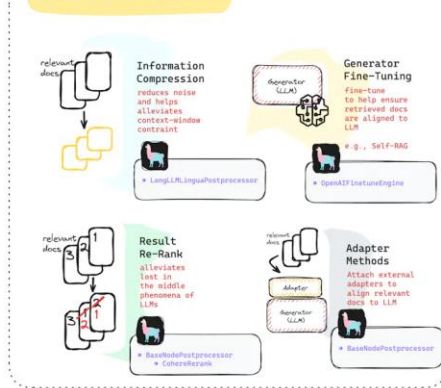 relevant
docs
Information
Compression
reduces noise
and helps
alleviates
context-window
contraint
* LangLLMLinguaPostprocessor
Generator
(LLM)
Generator
Fine-Tuning
fine-tune
to help ensure
retrieved docs
are aligned to
LLM
e.g., Self-RAG
* OpenAIFinetuneEngine
relevant
docs
1
2
3
1
2
3
2
1
Result
Re-Rank
alleviates
lost in
the middle
phenomena of
LLMs
* BaseNodePostprocessor
* CohereRerank
relevant
docs
Adapter
Generator
(LLM)
Adapter
Methods
Attach external
adapters to
align relevant
docs to LLM
* BaseNodePostprocessor